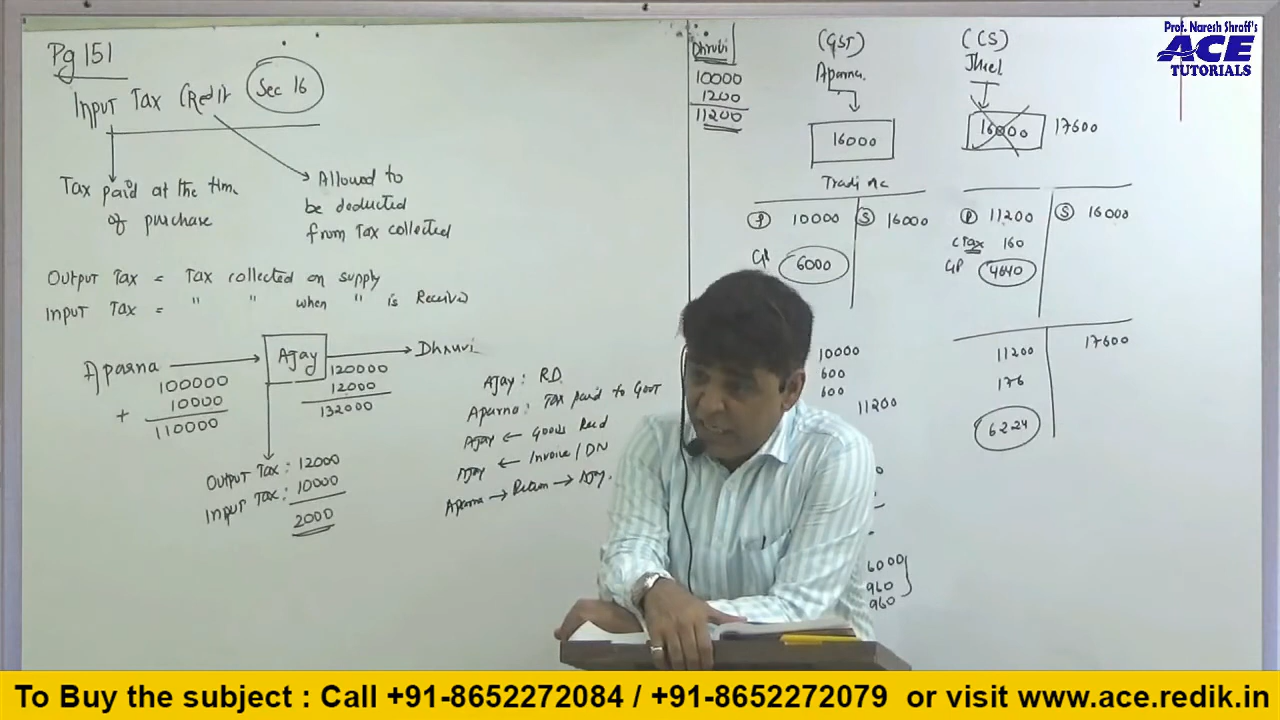 Pg 151
Input Tax Credit Sec 16
Tax paid at the time
of purchase
Allowed to
be deducted
from Tax collected
Output Tax = Tax collected on supply
Input Tax = " " when " is Received
Aparna
Ajay
Dhruvi
100000
+ 10000
110000
120000
12000
132000
Output Tax : 12000
Input Tax : 10000
2000
Ajay : RD.
Aparna : Tax paid to Govt
Ajay ← Goods Recd
Ajay ← Invoice / DN
Aparna → Return → Ajay.
Dhruvi
10000
1200
11200
(GST)
Aparna
16000
Trading A/c
P 10000 S 16000
GP 6000
10000
600
600
11200
6000
960
960
(CS)
Jheel
16000 17600
P 11200 S 16000
C Tax 160
GP 4640
11200 17600
176
6224
Prof. Naresh Shroff's
ACE
TUTORIALS
To Buy the subject : Call +91-8652272084 / +91-8652272079 or visit www.ace.redik.in